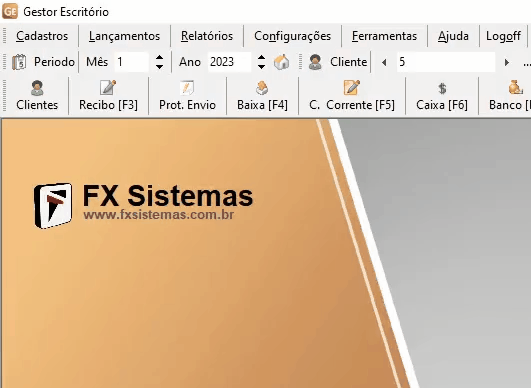 GE Gestor Escritório
Cadastros Lançamentos Relatórios Configurações Ferramentas Ajuda Logoff
Periodo Mês 1 Ano 2023 Cliente 5 ...
Clientes Recibo [F3] Prot. Envio Baixa [F4] C. Corrente [F5] Caixa [F6] Banco [
FX Sistemas
www.fxsistemas.com.br